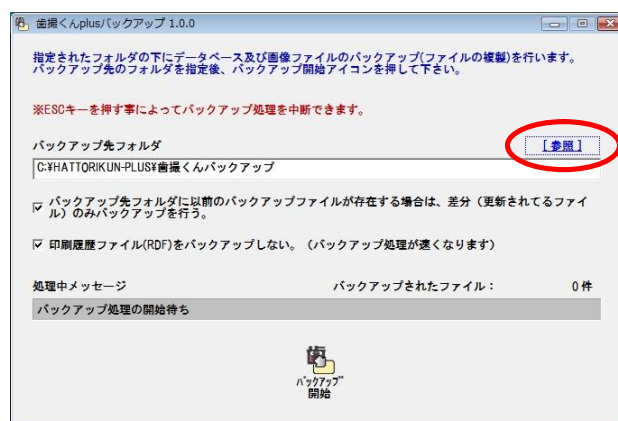 歯撮くんplusバックアップ 1.0.0
指定されたフォルダの下にデータベース及び画像ファイルのバックアップ(ファイルの複製)を行います。
バックアップ先のフォルダを指定後、バックアップ開始アイコンを押して下さい。
※ESCキーを押す事によってバックアップ処理を中断できます。
バックアップ先フォルダ [参照]
C:¥HATTORIKUN-PLUS¥歯撮くんバックアップ
バックアップ先フォルダに以前のバックアップファイルが存在する場合は、差分（更新されてるファイ
ル）のみバックアップを行う。
印刷履歴ファイル(RDF)をバックアップしない。（バックアップ処理が速くなります）
処理中メッセージ バックアップされたファイル： 0件
バックアップ処理の開始待ち
歯
ﾊﾞｯｸｱｯﾌﾟ
開始